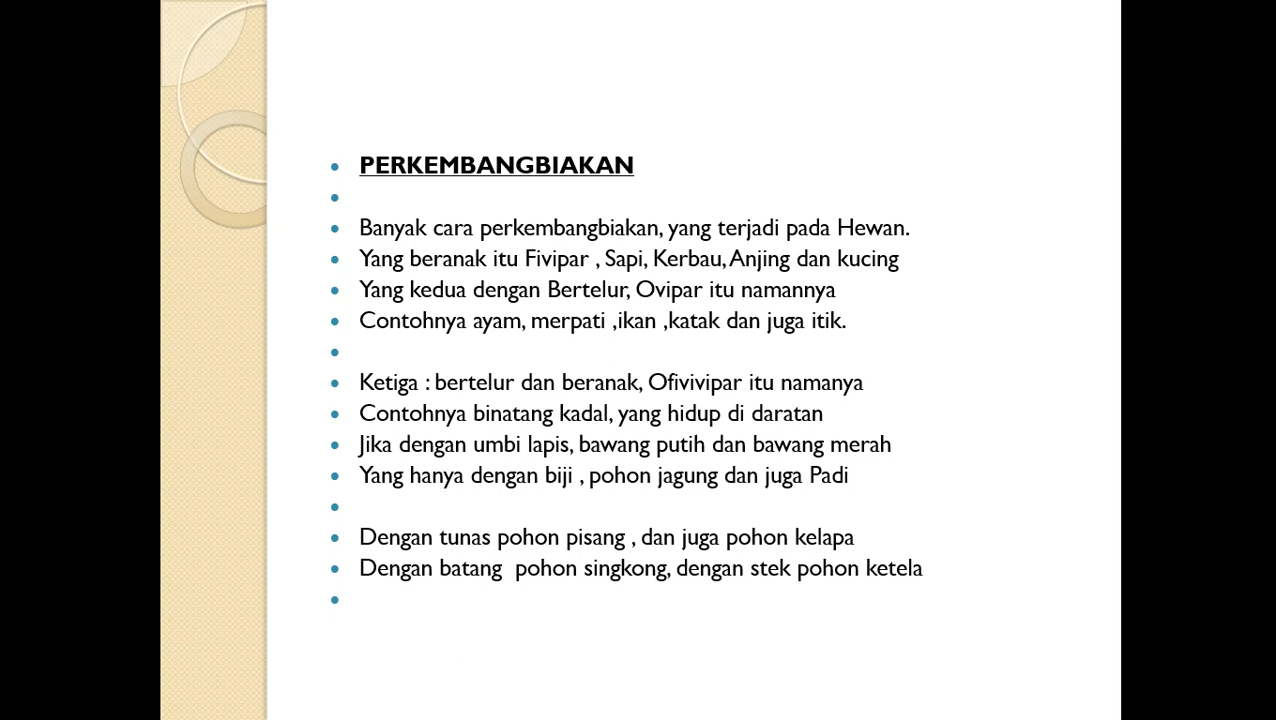 PERKEMBANGBIAKAN
Banyak cara perkembangbiakan, yang terjadi pada Hewan.
Yang beranak itu Fivipar , Sapi, Kerbau, Anjing dan kucing
Yang kedua dengan Bertelur, Ovipar itu namannya
Contohnya ayam, merpati ,ikan ,katak dan juga itik.
Ketiga : bertelur dan beranak, Ofivivipar itu namanya
Contohnya binatang kadal, yang hidup di daratan
Jika dengan umbi lapis, bawang putih dan bawang merah
Yang hanya dengan biji , pohon jagung dan juga Padi
Dengan tunas pohon pisang , dan juga pohon kelapa
Dengan batang  pohon singkong, dengan stek pohon ketela